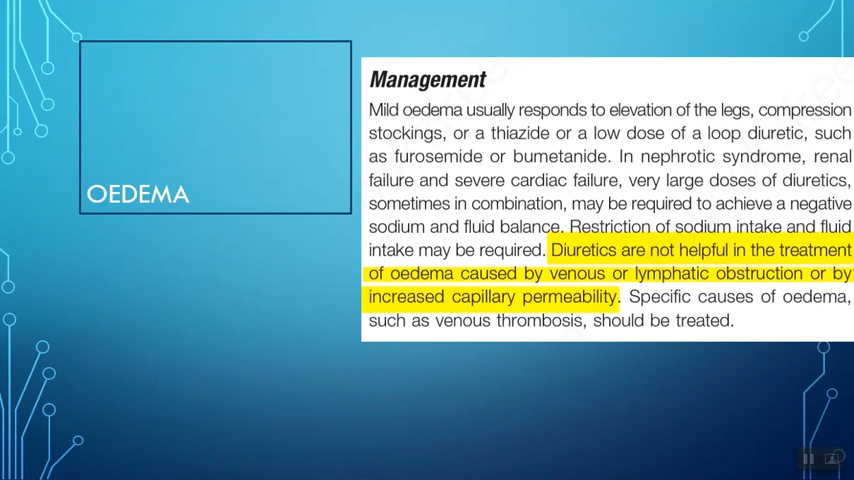 OEDEMA
Management
Mild oedema usually responds to elevation of the legs, compression
stockings, or a thiazide or a low dose of a loop diuretic, such
as furosemide or bumetanide. In nephrotic syndrome, renal
failure and severe cardiac failure, very large doses of diuretics,
sometimes in combination, may be required to achieve a negative
sodium and fluid balance. Restriction of sodium intake and fluid
intake may be required. Diuretics are not helpful in the treatment
of oedema caused by venous or lymphatic obstruction or by
increased capillary permeability. Specific causes of oedema,
such as venous thrombosis, should be treated.